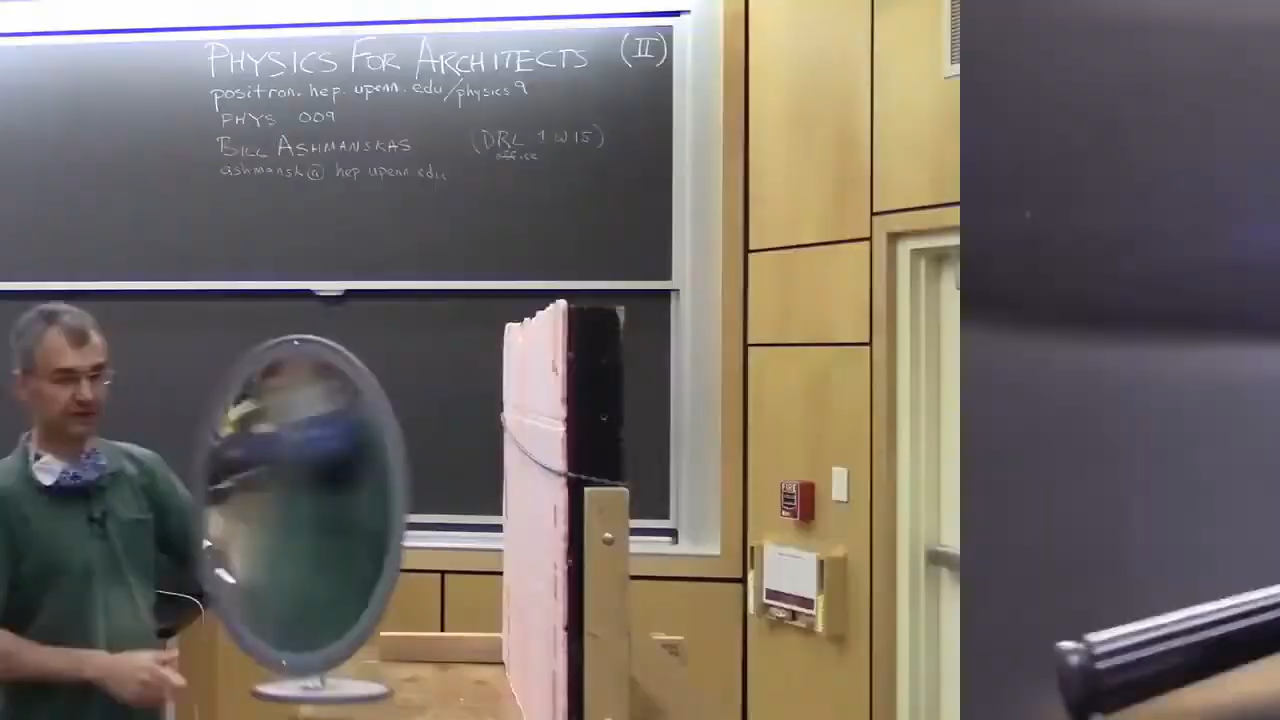 PHYSICS FOR ARCHITECTS (II)
positron.hep.upenn.edu/physics9
PHYS 009
BILL ASHMANSKAS (DRL 1W15)
office
ashmansk@hep.upenn.edu
FIRE